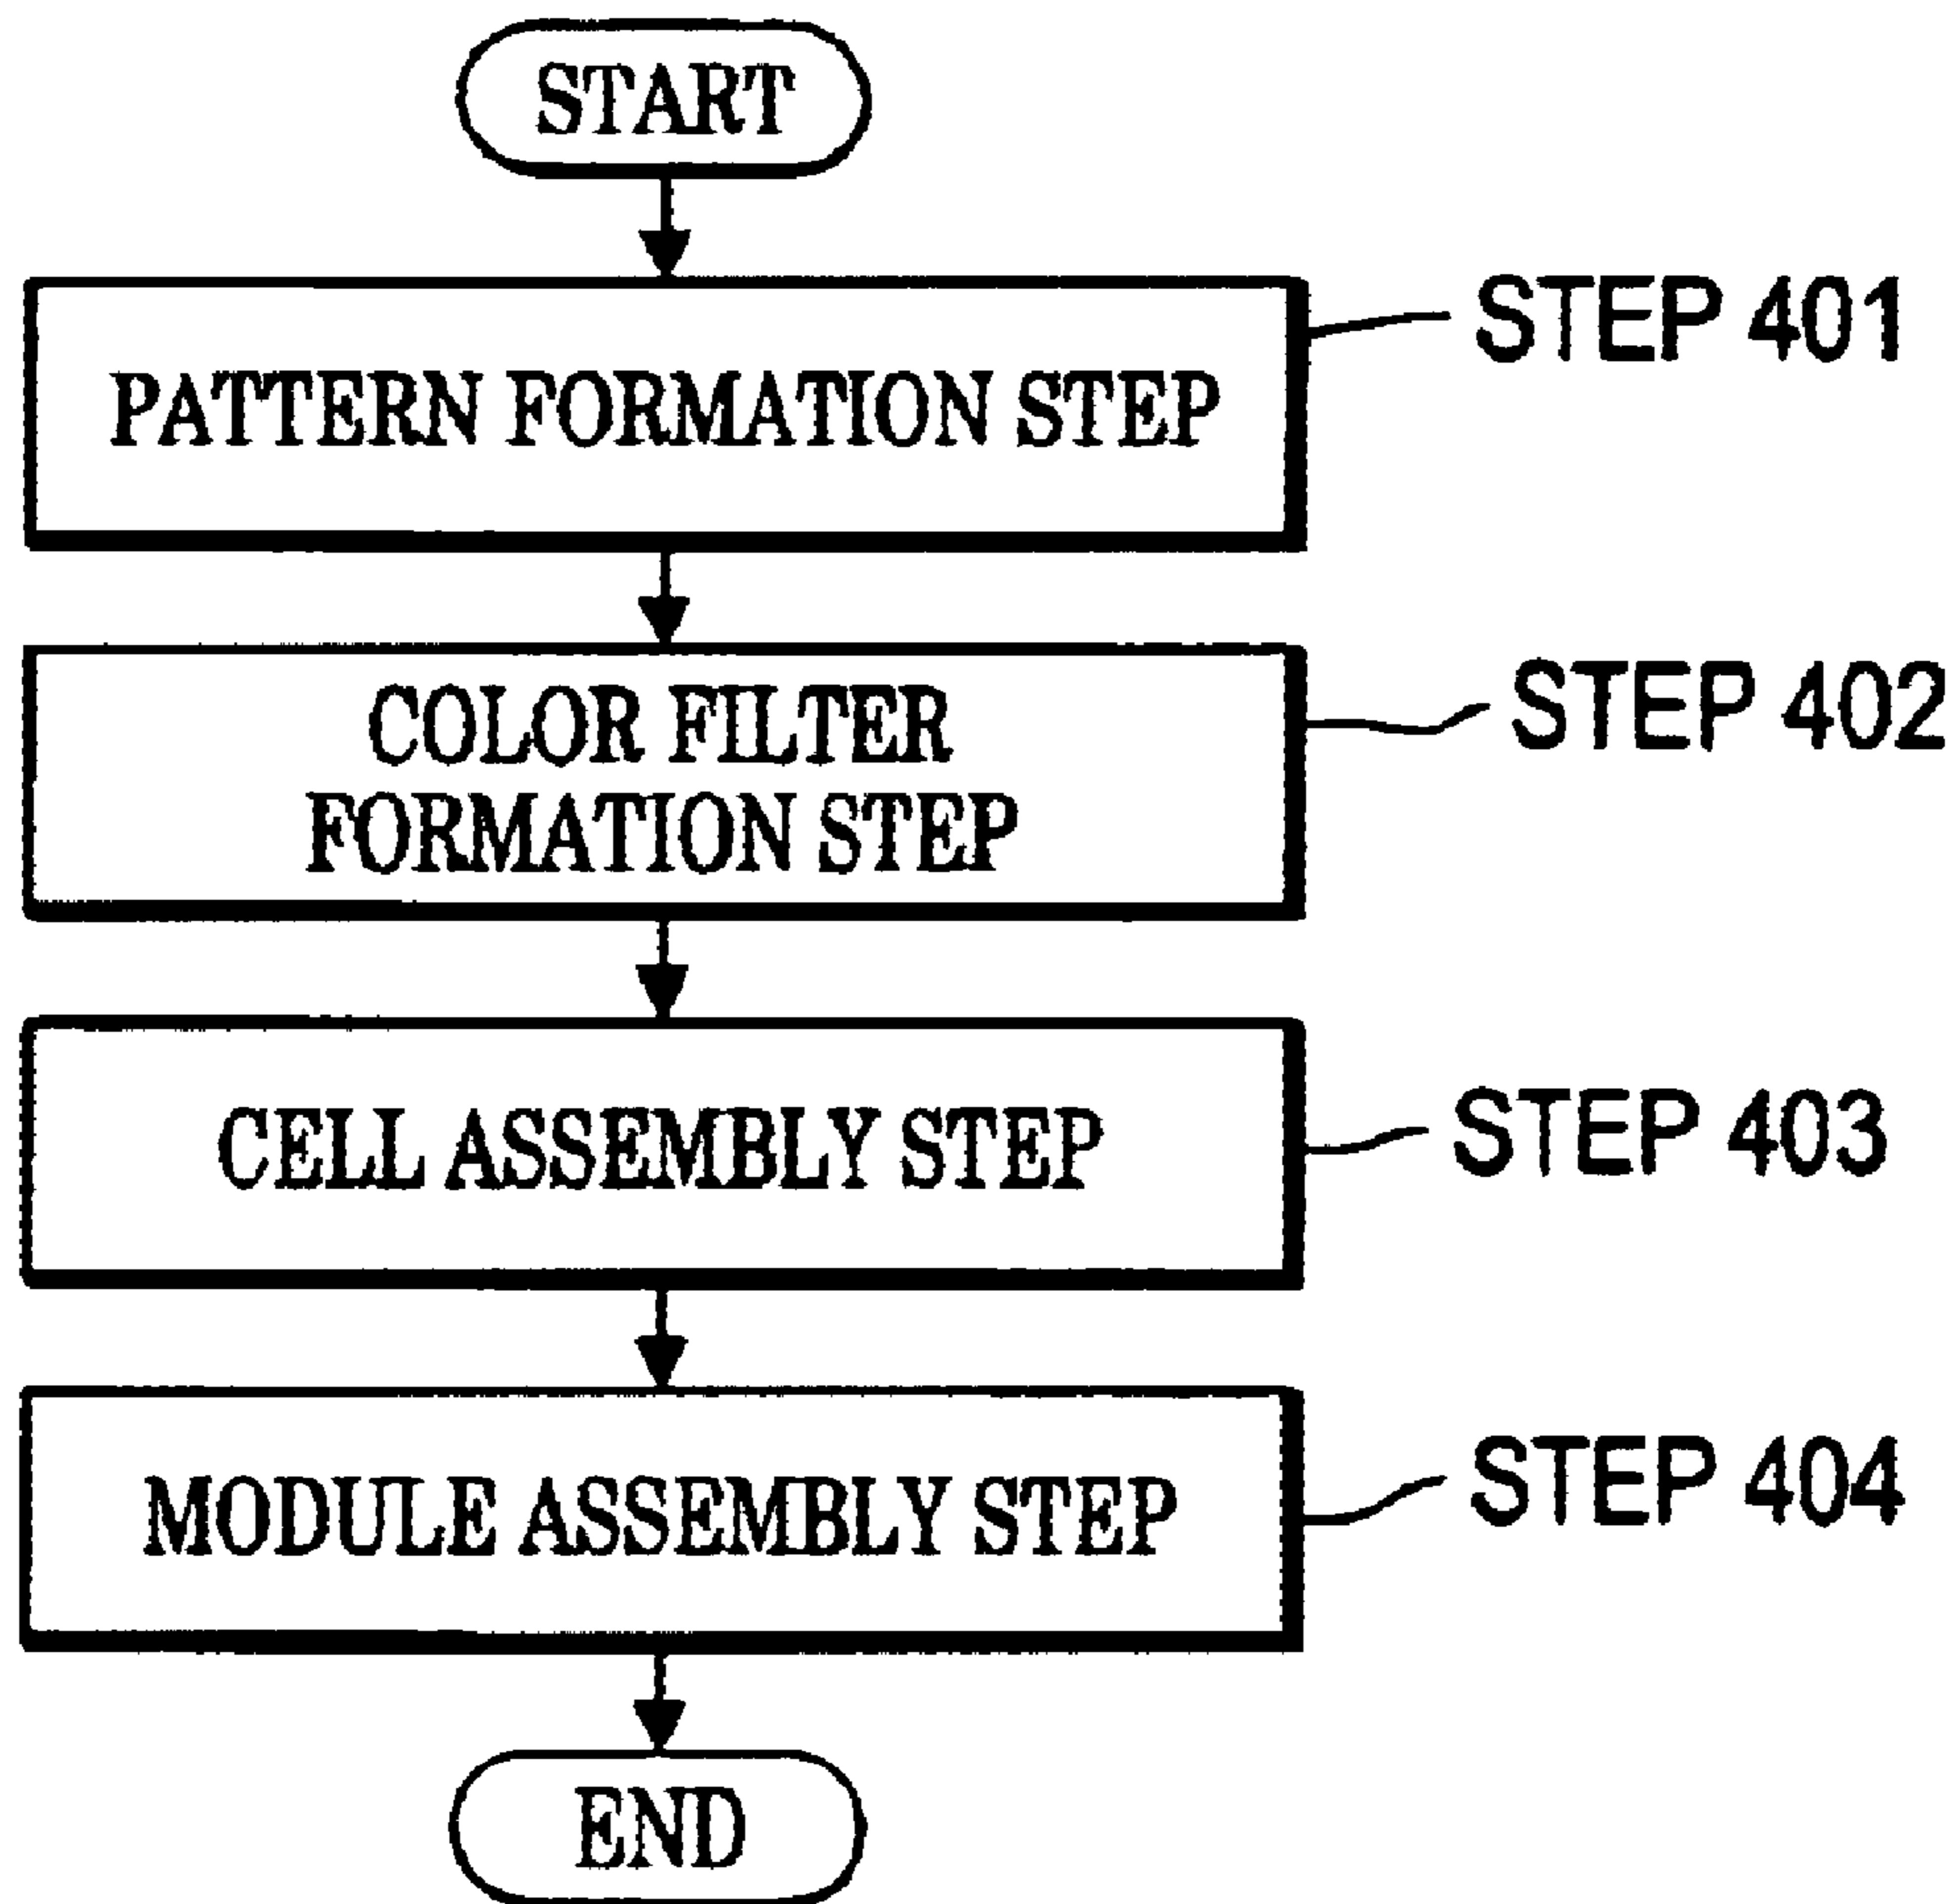 START
PATTERN FORMATION STEP
STEP 401
COLOR FILTER
FORMATION STEP
STEP 402
CELL ASSEMBLY STEP
STEP 403
MODULE ASSEMBLY STEP
STEP 404
END